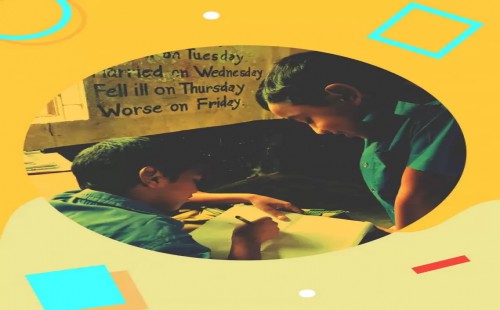 on Tuesday
Married on Wednesday
Fell ill on Thursday
Worse on Friday